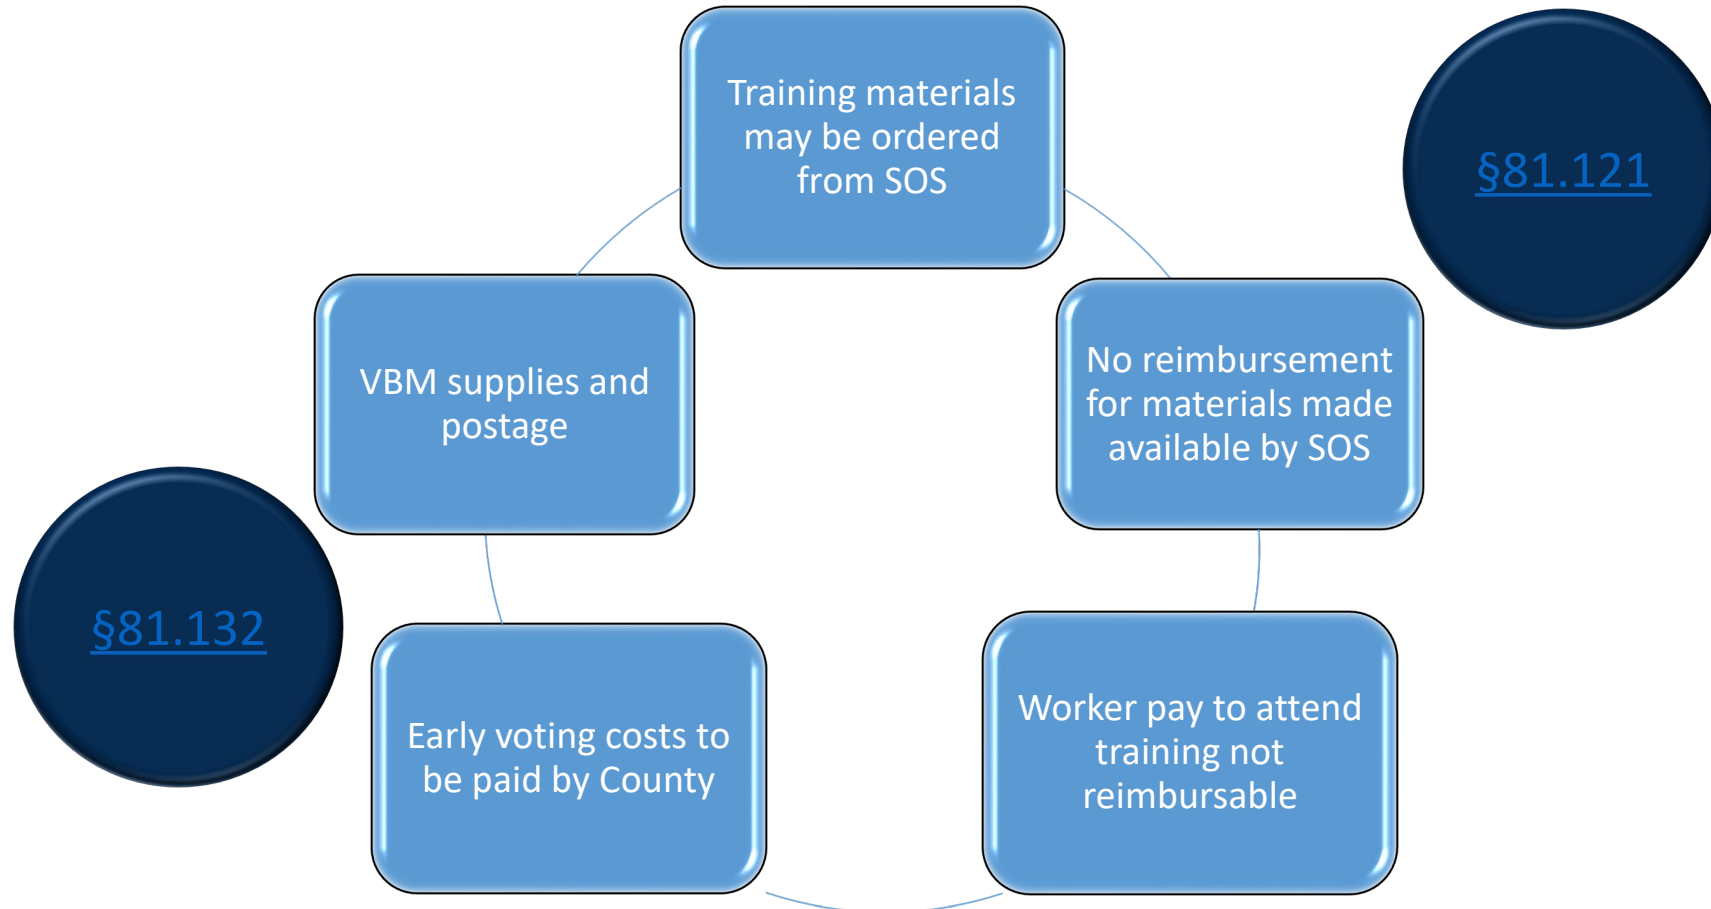 Training materials
may be ordered
from SOS
§81.121
No reimbursement
for materials made
available by SOS
Worker pay to attend
training not
reimbursable
Early voting costs to
be paid by County
VBM supplies and
postage
§81.132